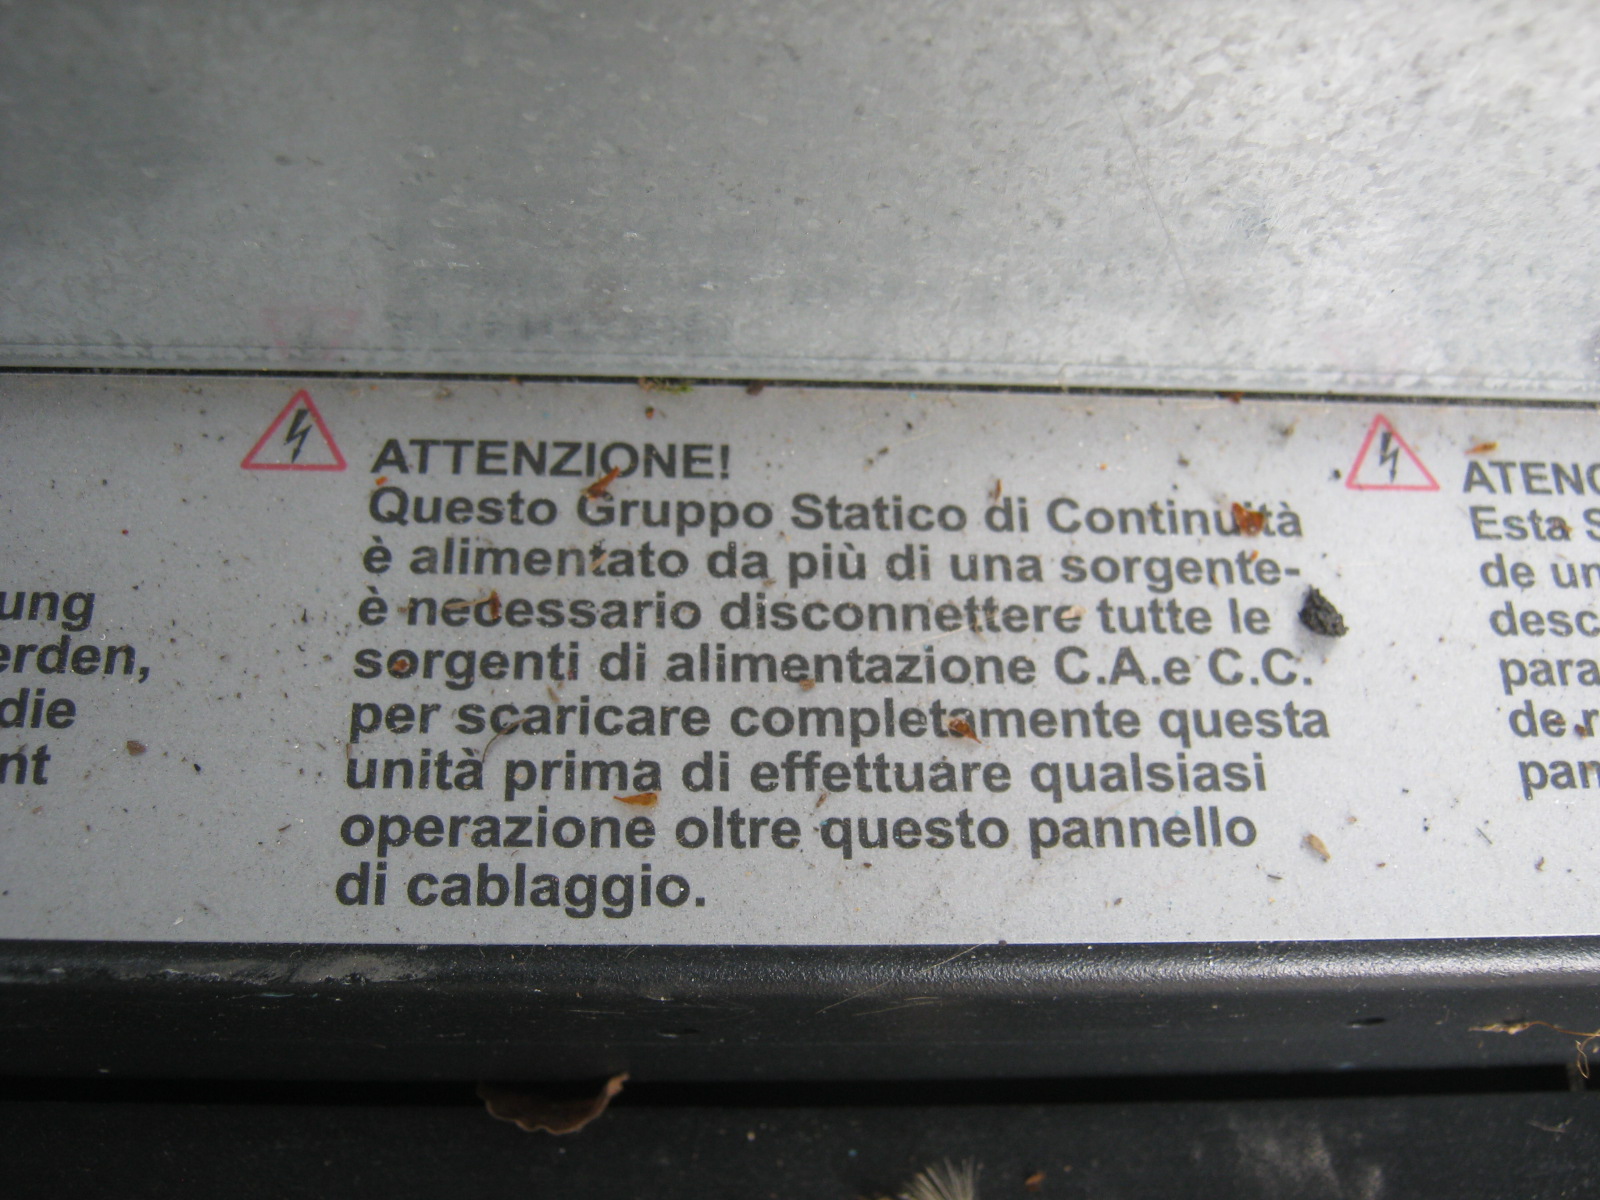 ung
erden,
die
nt
ATTENZIONE!
Questo Gruppo Statico di Continuità
è alimentato da più di una sorgente-
è necessario disconnettere tutte le
sorgenti di alimentazione C.A.e C.C.
per scaricare completamente questa
unità prima di effettuare qualsiasi
operazione oltre questo pannello
di cablaggio.
ATENC
Esta S
de un
desc
para
de r
pan